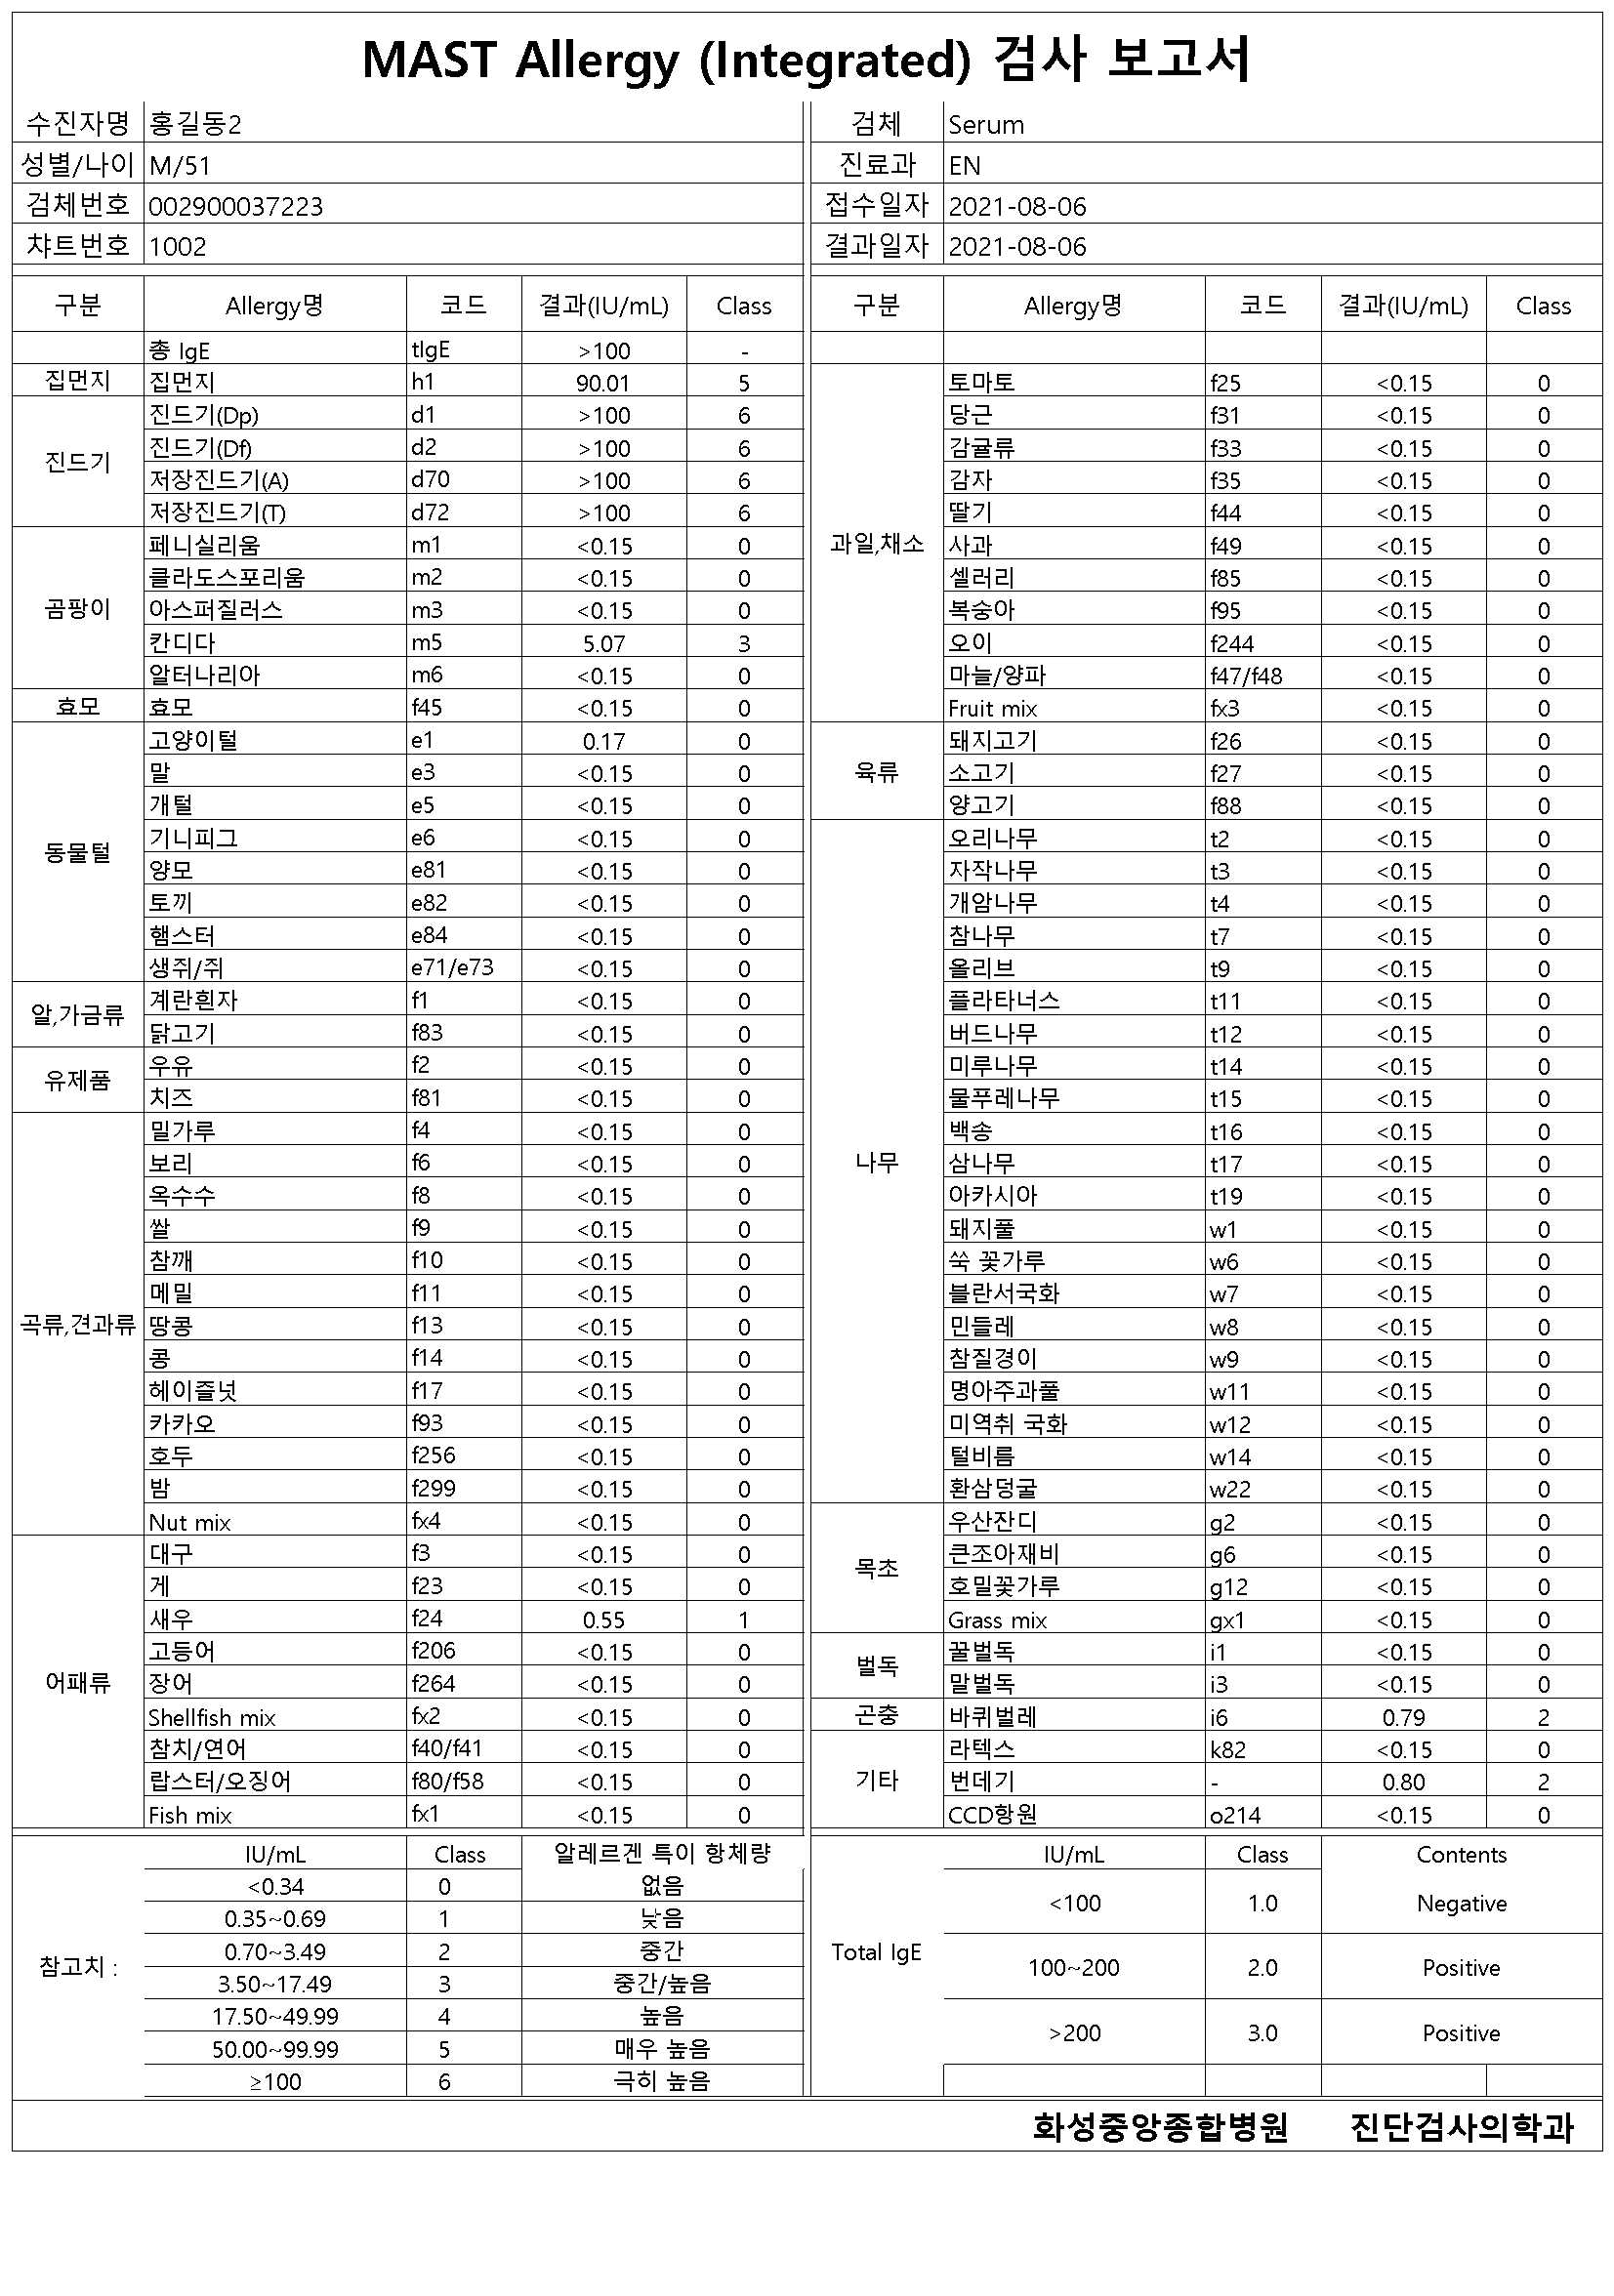 MAST Allergy (Integrated) 검사 보고서
수진자명 홍길동2 검체 Serum
성별/나이 M/51 진료과 EN
검체번호 002900037223 접수일자 2021-08-06
챠트번호 1002 결과일자 2021-08-06
구분 Allergy명 코드 결과(IU/mL) Class 구분 Allergy명 코드 결과(IU/mL) Class
총 IgE tIgE >100 -
집먼지 집먼지 h1 90.01 5 토마토 f25 <0.15 0
진드기(Dp) d1 >100 6 당근 f31 <0.15 0
진드기 진드기(Df) d2 >100 6 감귤류 f33 <0.15 0
저장진드기(A) d70 >100 6 감자 f35 <0.15 0
저장진드기(T) d72 >100 6 딸기 f44 <0.15 0
페니실리움 m1 <0.15 0 과일,채소 사과 f49 <0.15 0
클라도스포리움 m2 <0.15 0 셀러리 f85 <0.15 0
곰팡이 아스퍼질러스 m3 <0.15 0 복숭아 f95 <0.15 0
칸디다 m5 5.07 3 오이 f244 <0.15 0
알터나리아 m6 <0.15 0 마늘/양파 f47/f48 <0.15 0
효모 효모 f45 <0.15 0 Fruit mix fx3 <0.15 0
고양이털 e1 0.17 0 돼지고기 f26 <0.15 0
말 e3 <0.15 0 육류 소고기 f27 <0.15 0
개털 e5 <0.15 0 양고기 f88 <0.15 0
동물털 기니피그 e6 <0.15 0 오리나무 t2 <0.15 0
양모 e81 <0.15 0 자작나무 t3 <0.15 0
토끼 e82 <0.15 0 개암나무 t4 <0.15 0
햄스터 e84 <0.15 0 참나무 t7 <0.15 0
생쥐/쥐 e71/e73 <0.15 0 올리브 t9 <0.15 0
알,가금류 계란흰자 f1 <0.15 0 플라타너스 t11 <0.15 0
닭고기 f83 <0.15 0 버드나무 t12 <0.15 0
유제품 우유 f2 <0.15 0 미루나무 t14 <0.15 0
치즈 f81 <0.15 0 물푸레나무 t15 <0.15 0
밀가루 f4 <0.15 0 백송 t16 <0.15 0
보리 f6 <0.15 0 나무 삼나무 t17 <0.15 0
옥수수 f8 <0.15 0 아카시아 t19 <0.15 0
쌀 f9 <0.15 0 돼지풀 w1 <0.15 0
참깨 f10 <0.15 0 쑥 꽃가루 w6 <0.15 0
메밀 f11 <0.15 0 블란서국화 w7 <0.15 0
곡류,견과류 땅콩 f13 <0.15 0 민들레 w8 <0.15 0
콩 f14 <0.15 0 참질경이 w9 <0.15 0
헤이즐넛 f17 <0.15 0 명아주과풀 w11 <0.15 0
카카오 f93 <0.15 0 미역취 국화 w12 <0.15 0
호두 f256 <0.15 0 털비름 w14 <0.15 0
밤 f299 <0.15 0 환삼덩굴 w22 <0.15 0
Nut mix fx4 <0.15 0 우산잔디 g2 <0.15 0
대구 f3 <0.15 0 목초 큰조아재비 g6 <0.15 0
게 f23 <0.15 0 호밀꽃가루 g12 <0.15 0
새우 f24 0.55 1 Grass mix gx1 <0.15 0
고등어 f206 <0.15 0 벌독 꿀벌독 i1 <0.15 0
어패류 장어 f264 <0.15 0 말벌독 i3 <0.15 0
Shellfish mix fx2 <0.15 0 곤충 바퀴벌레 i6 0.79 2
참치/연어 f40/f41 <0.15 0 라텍스 k82 <0.15 0
랍스터/오징어 f80/f58 <0.15 0 기타 번데기 - 0.80 2
Fish mix fx1 <0.15 0 CCD항원 o214 <0.15 0
IU/mL Class 알레르겐 특이 항체량 IU/mL Class Contents
<0.34 0 없음 <100 1.0 Negative
0.35~0.69 1 낮음
0.70~3.49 2 중간 Total IgE 100~200 2.0 Positive
참고치 : 3.50~17.49 3 중간/높음
17.50~49.99 4 높음 >200 3.0 Positive
50.00~99.99 5 매우 높음
≥100 6 극히 높음
화성중앙종합병원 진단검사의학과